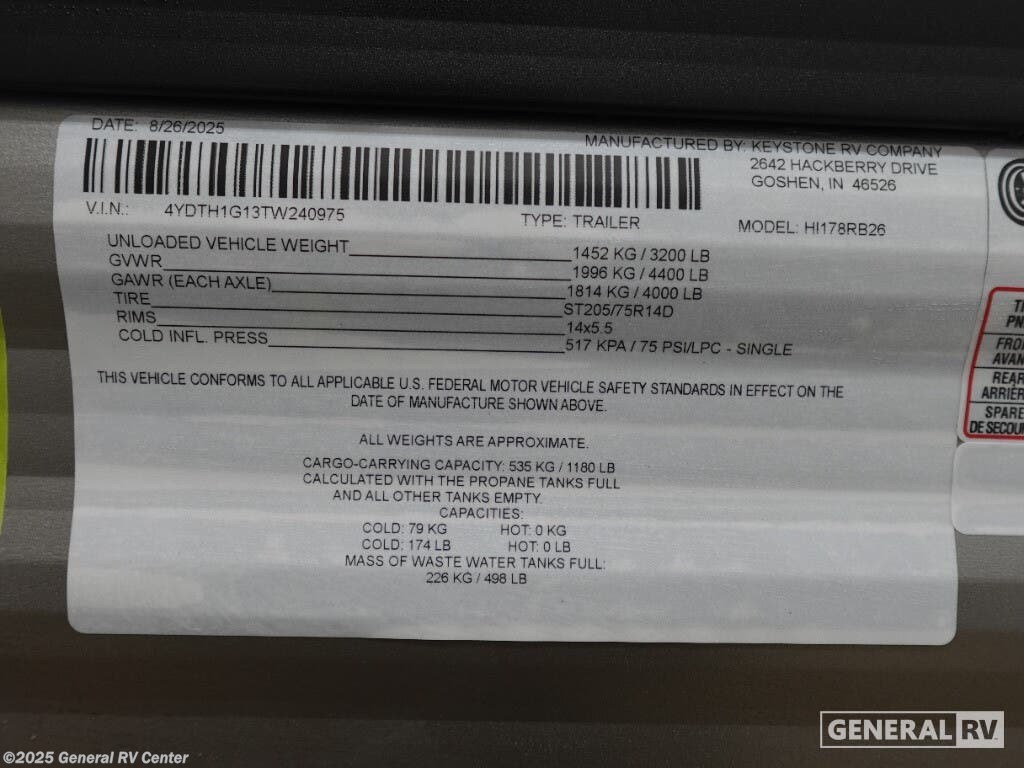 DATE: 8/26/2025
MANUFACTURED BY: KEYSTONE RV COMPANY
2642 HACKBERRY DRIVE
GOSHEN, IN 46526
V.I.N.: 4YDTH1G13TW240975 TYPE: TRAILER MODEL: HI178RB26
UNLOADED VEHICLE WEIGHT 1452 KG / 3200 LB
GVWR 1996 KG / 4400 LB
GAWR (EACH AXLE) 1814 KG / 4000 LB
TIRE ST205/75R14D
RIMS 14x5.5
COLD INFL. PRESS 517 KPA / 75 PSI/LPC - SINGLE
THIS VEHICLE CONFORMS TO ALL APPLICABLE U.S. FEDERAL MOTOR VEHICLE SAFETY STANDARDS IN EFFECT ON THE
DATE OF MANUFACTURE SHOWN ABOVE.
ALL WEIGHTS ARE APPROXIMATE.
CARGO-CARRYING CAPACITY: 535 KG / 1180 LB
CALCULATED WITH THE PROPANE TANKS FULL
AND ALL OTHER TANKS EMPTY.
CAPACITIES:
COLD: 79 KG HOT: 0 KG
COLD: 174 LB HOT: 0 LB
MASS OF WASTE WATER TANKS FULL:
226 KG / 498 LB
REAR
ARRIÈRE
SPARE
GENERAL RV
©2025 General RV Center